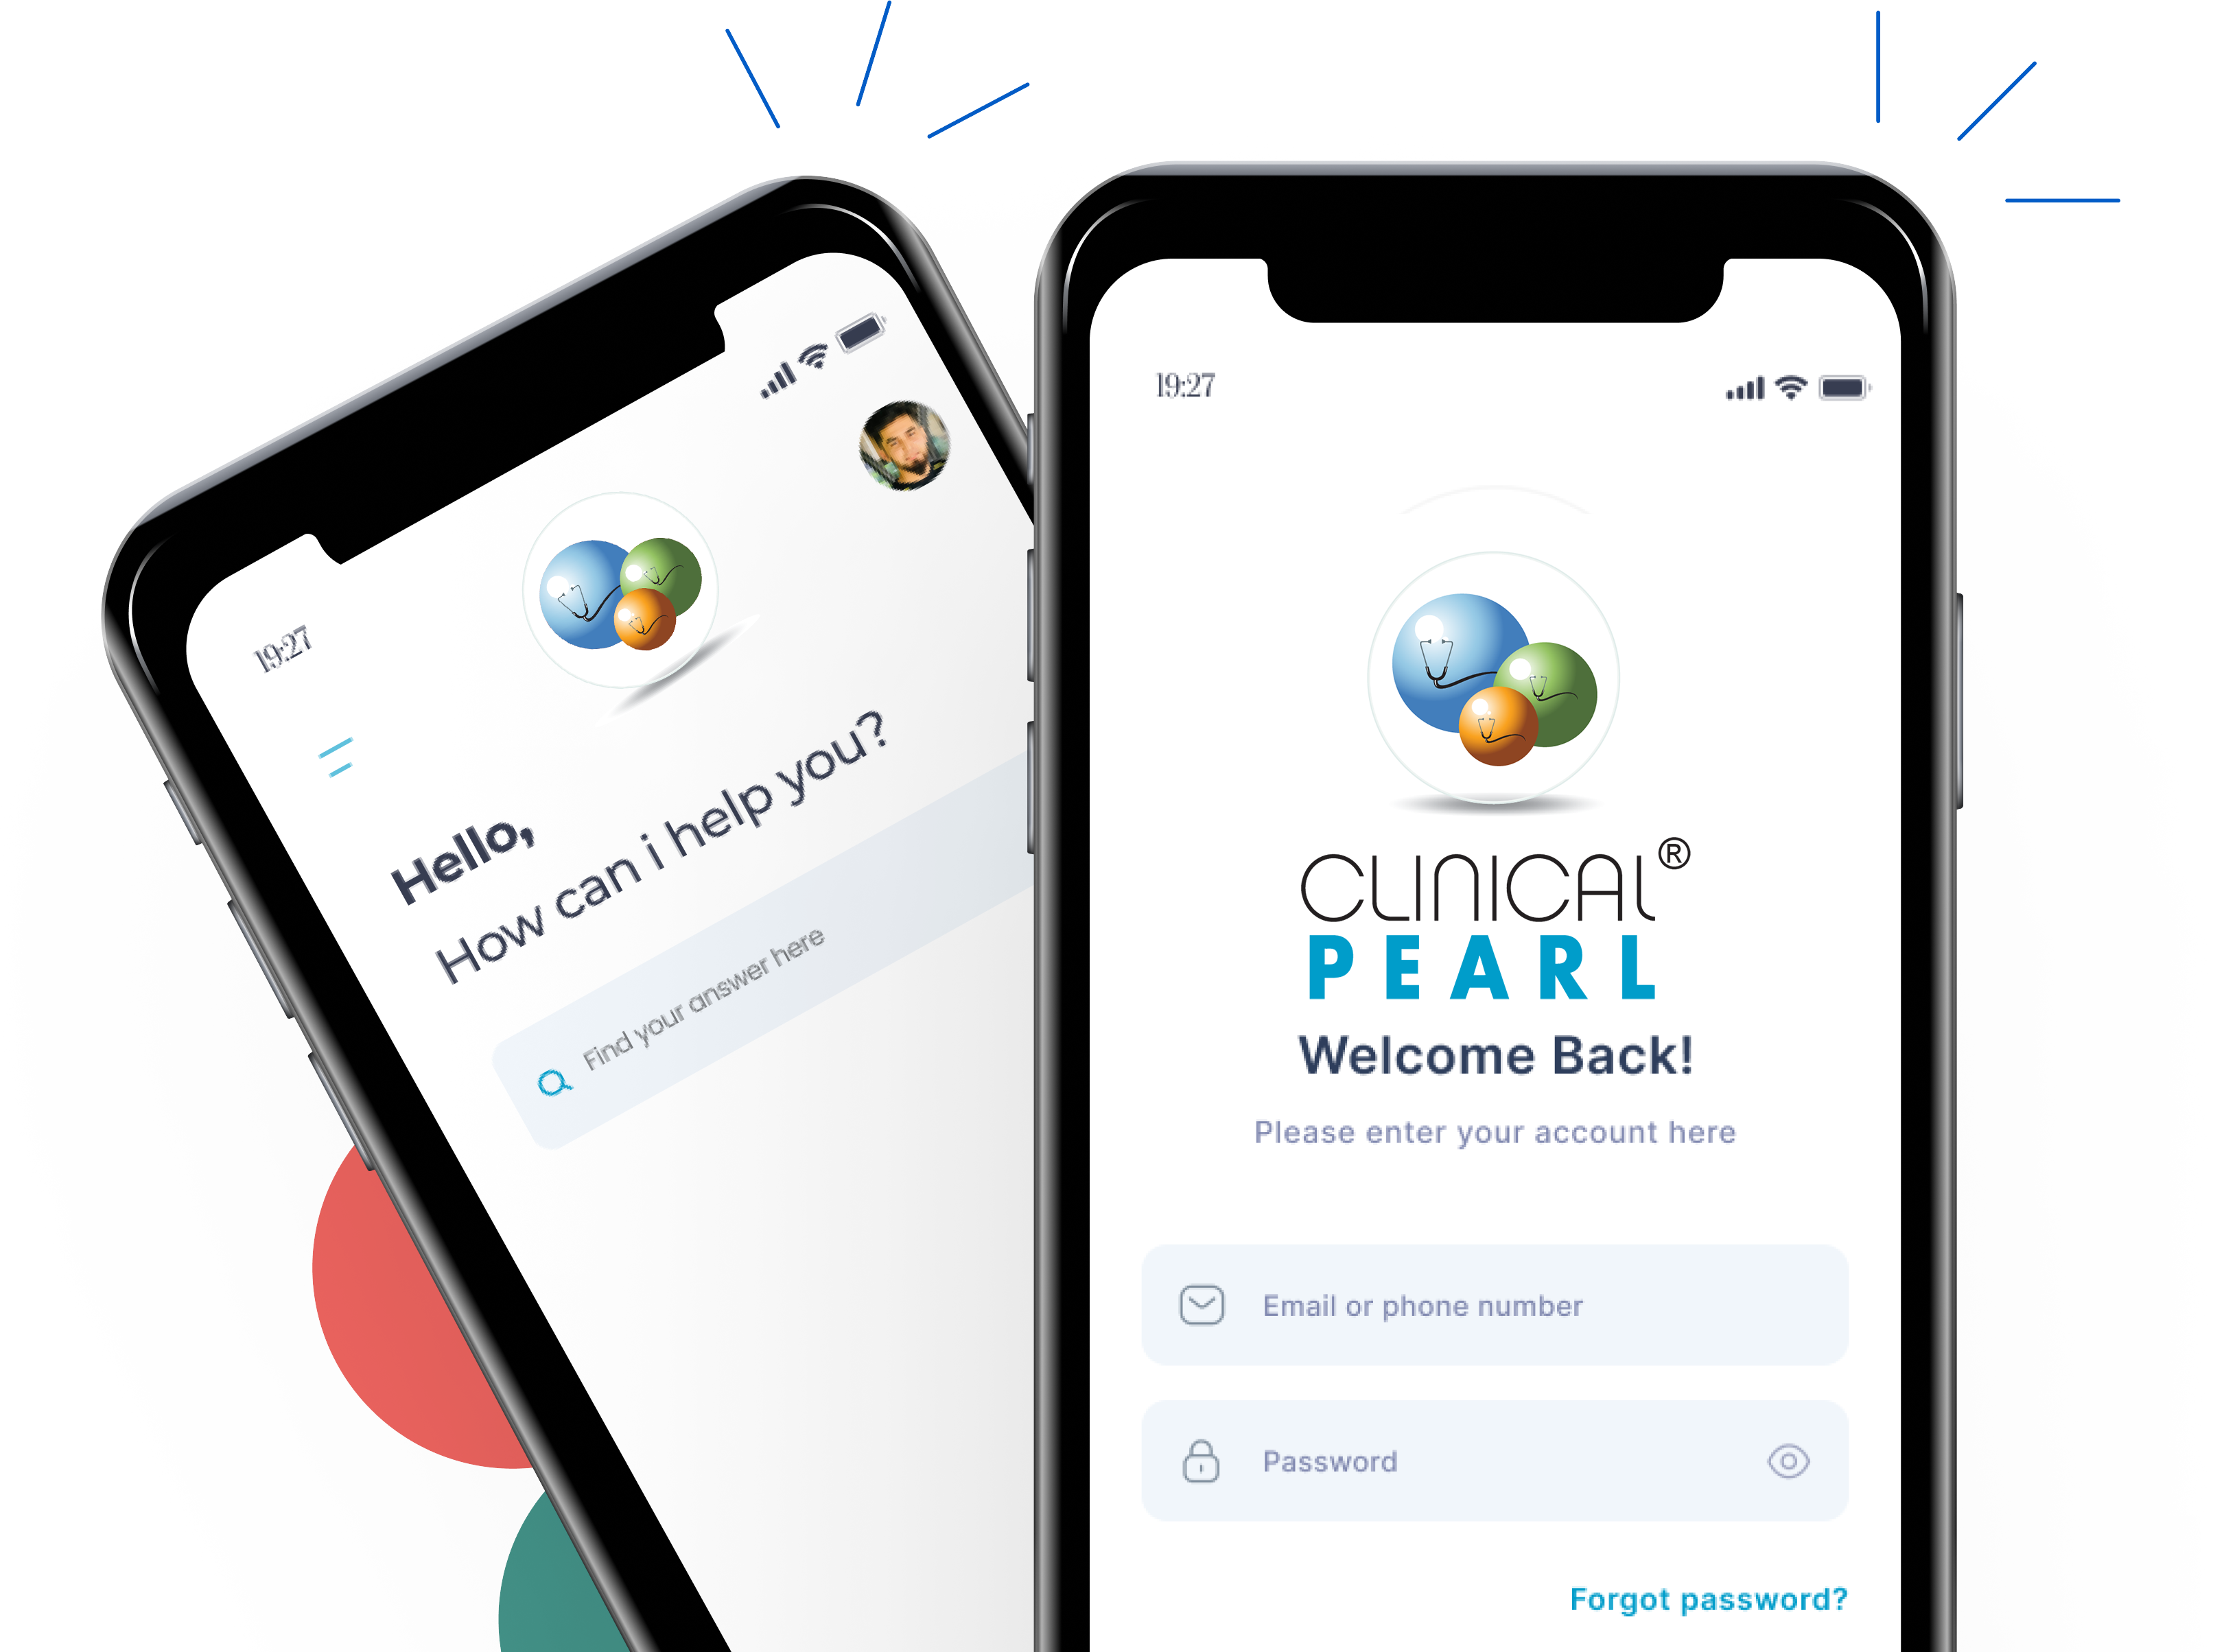 19:27
Hello,
How can i help you?
Find your answer here
19:27
CLINICAL®
PEARL
Welcome Back!
Please enter your account here
Email or phone number
Password
Forgot password?